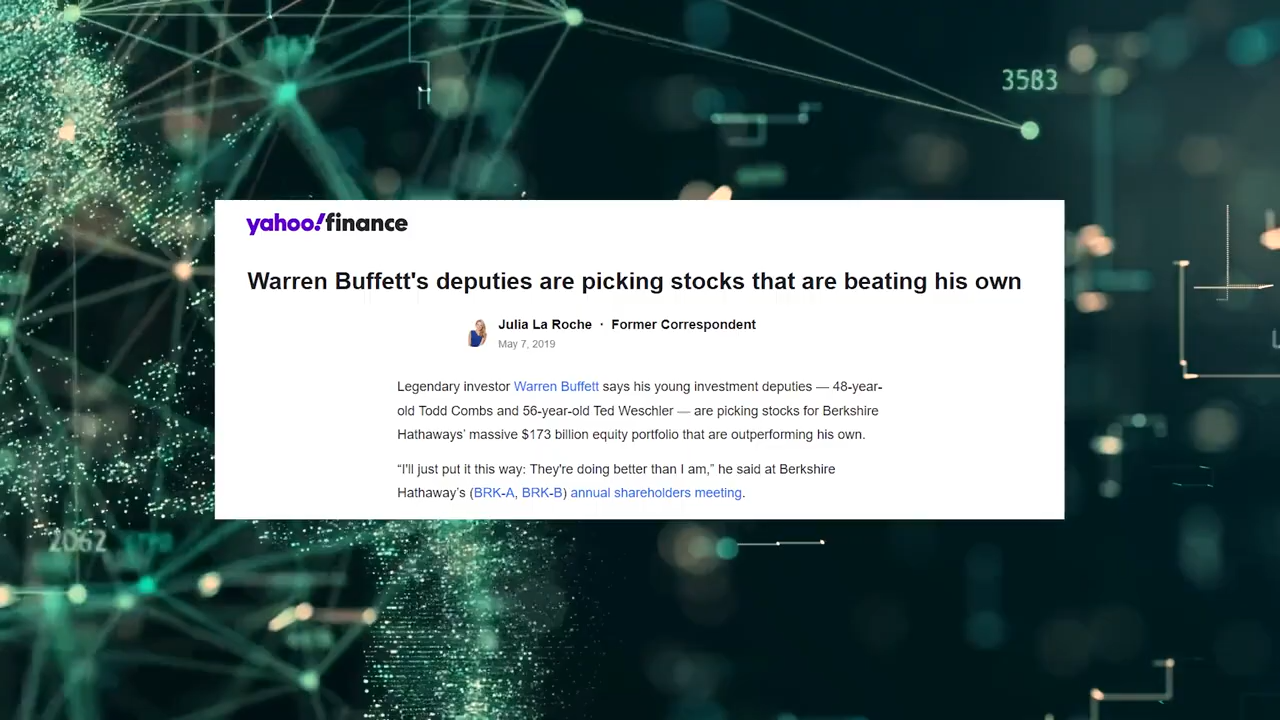 3583
yahoo!finance
Warren Buffett's deputies are picking stocks that are beating his own
Julia La Roche · Former Correspondent
May 7, 2019
Legendary investor Warren Buffett says his young investment deputies — 48-year-
old Todd Combs and 56-year-old Ted Weschler — are picking stocks for Berkshire
Hathaways' massive $173 billion equity portfolio that are outperforming his own.
“I'll just put it this way: They're doing better than I am,” he said at Berkshire
Hathaway's (BRK-A, BRK-B) annual shareholders meeting.
2062